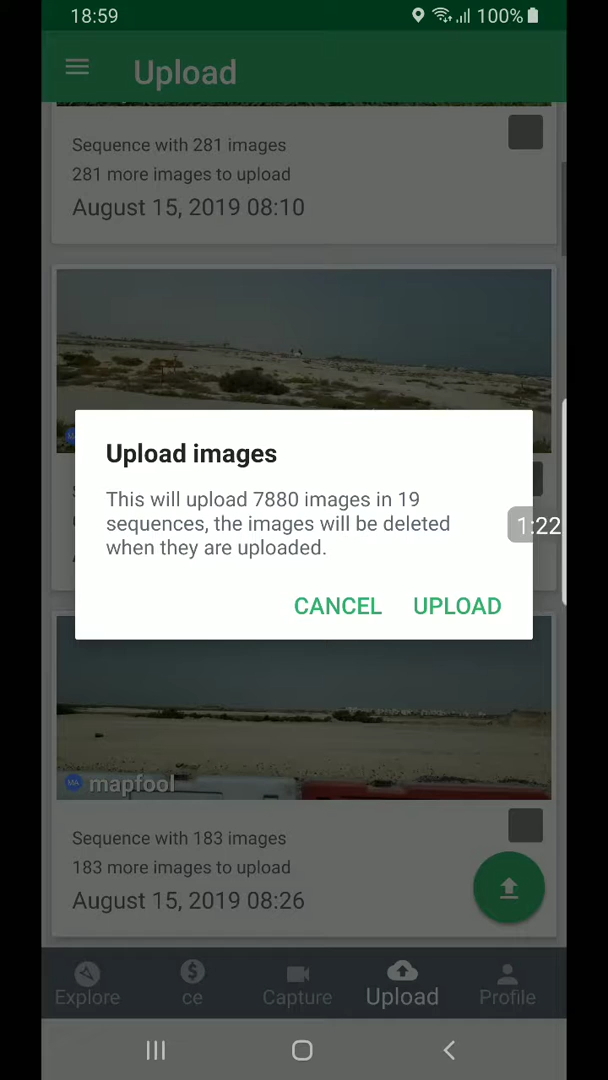 18:59
100%
Upload
Sequence with 281 images
281 more images to upload
August 15, 2019 08:10
Upload images
This will upload 7880 images in 19
sequences, the images will be deleted
when they are uploaded.
1:22
CANCEL
UPLOAD
MA mapfool
Sequence with 183 images
183 more images to upload
August 15, 2019 08:26
Explore
$
ce
Capture
Upload
Profile